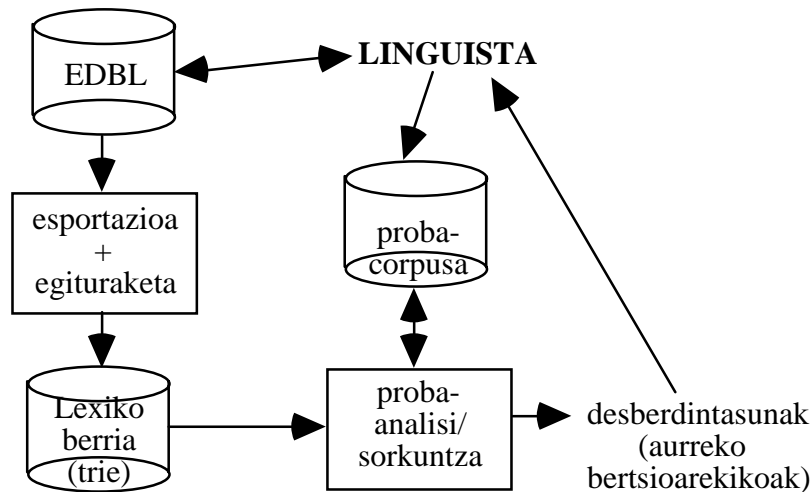 EDBL
LINGUISTA
esportazioa
+
egituraketa
proba-
corpusa
Lexiko
berria
(trie)
proba-
analisi/
sorkuntza
desberdintasunak
(aurreko
bertsioarekikoak)